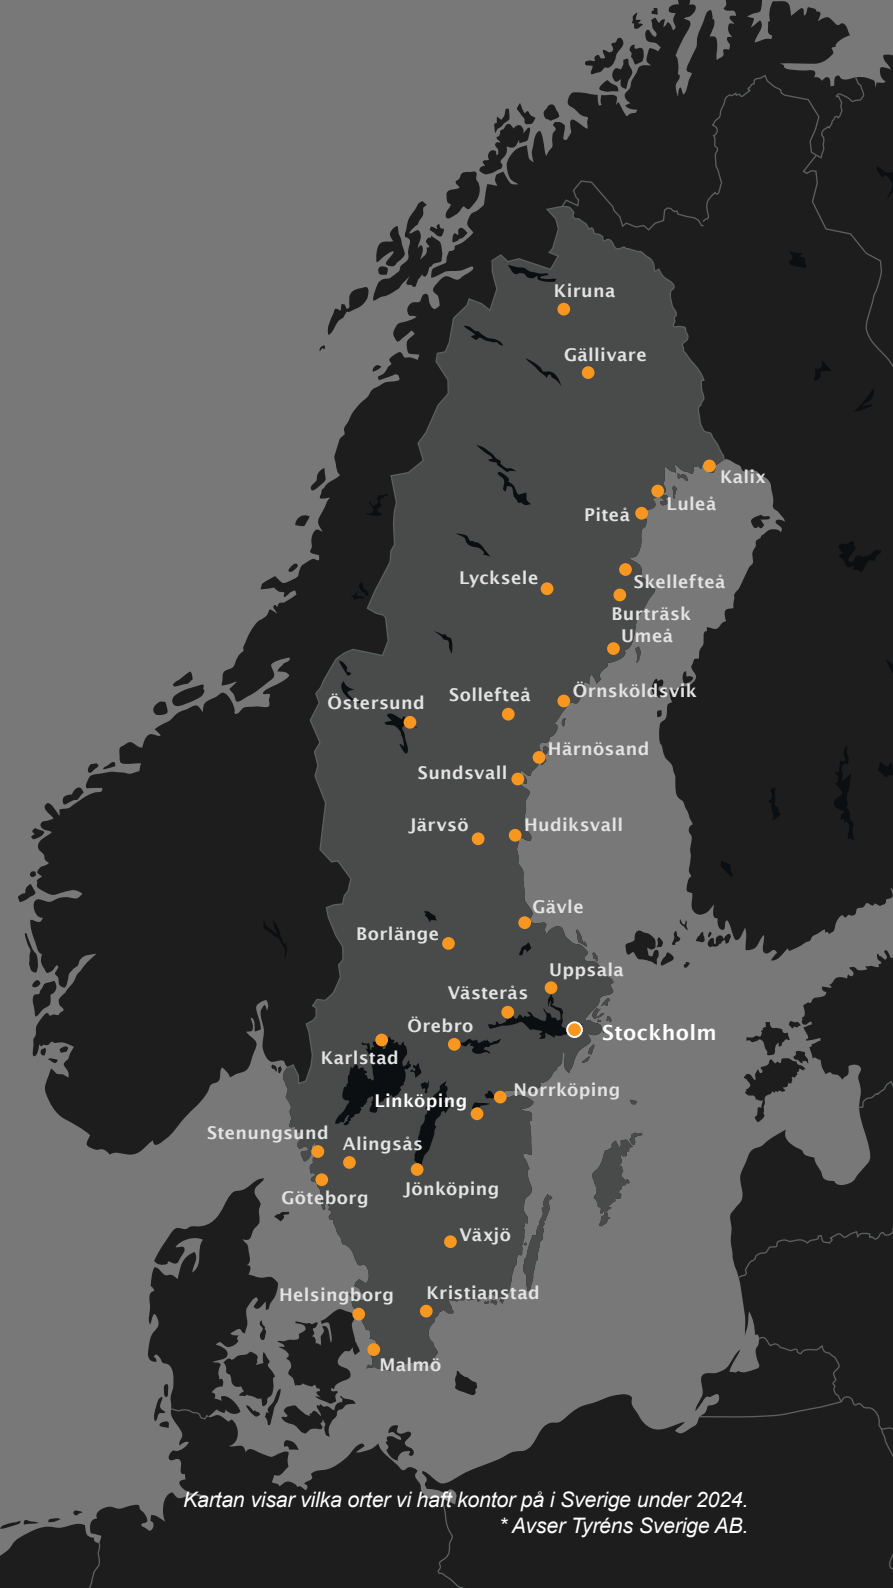 Kiruna
Gällivare
Kalix
Luleå
Piteå
Lycksele
Skellefteå
Burträsk
Umeå
Örnsköldsvik
Sollefteå
Östersund
Härnösand
Sundsvall
Järvsö
Hudiksvall
Gävle
Borlänge
Uppsala
Västerås
Örebro
Stockholm
Karlstad
Norrköping
Linköping
Stenungsund
Alingsås
Jönköping
Göteborg
Växjö
Kristianstad
Helsingborg
Malmö
Kartan visar vilka orter vi haft kontor på i Sverige under 2024.
* Avser Tyréns Sverige AB.